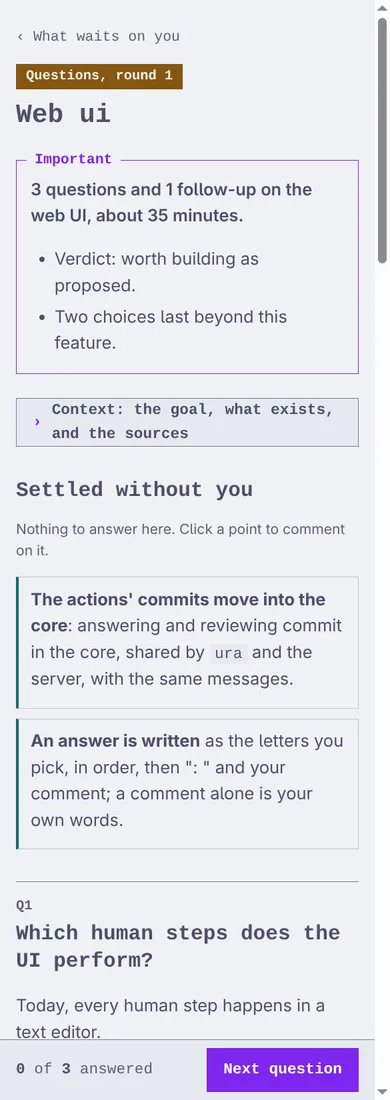 ‹ What waits on you
Questions, round 1
Web ui
Important
3 questions and 1 follow-up on the
web UI, about 35 minutes.
• Verdict: worth building as
proposed.
• Two choices last beyond this
feature.
› Context: the goal, what exists,
and the sources
Settled without you
Nothing to answer here. Click a point to comment
on it.
The actions' commits move into the
core: answering and reviewing commit
in the core, shared by ura and the
server, with the same messages.
An answer is written as the letters you
pick, in order, then ": " and your
comment; a comment alone is your
own words.
Q1
Which human steps does the
UI perform?
Today, every human step happens in a
text editor.
0 of 3 answered
Next question